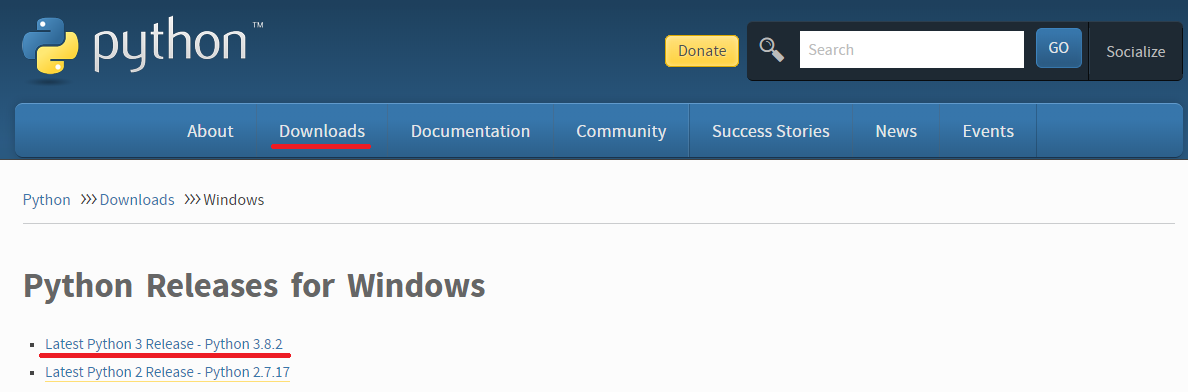 python™
Donate
Search
GO
Socialize
About Downloads Documentation Community Success Stories News Events
Python >>> Downloads >>> Windows
Python Releases for Windows
Latest Python 3 Release - Python 3.8.2
Latest Python 2 Release - Python 2.7.17